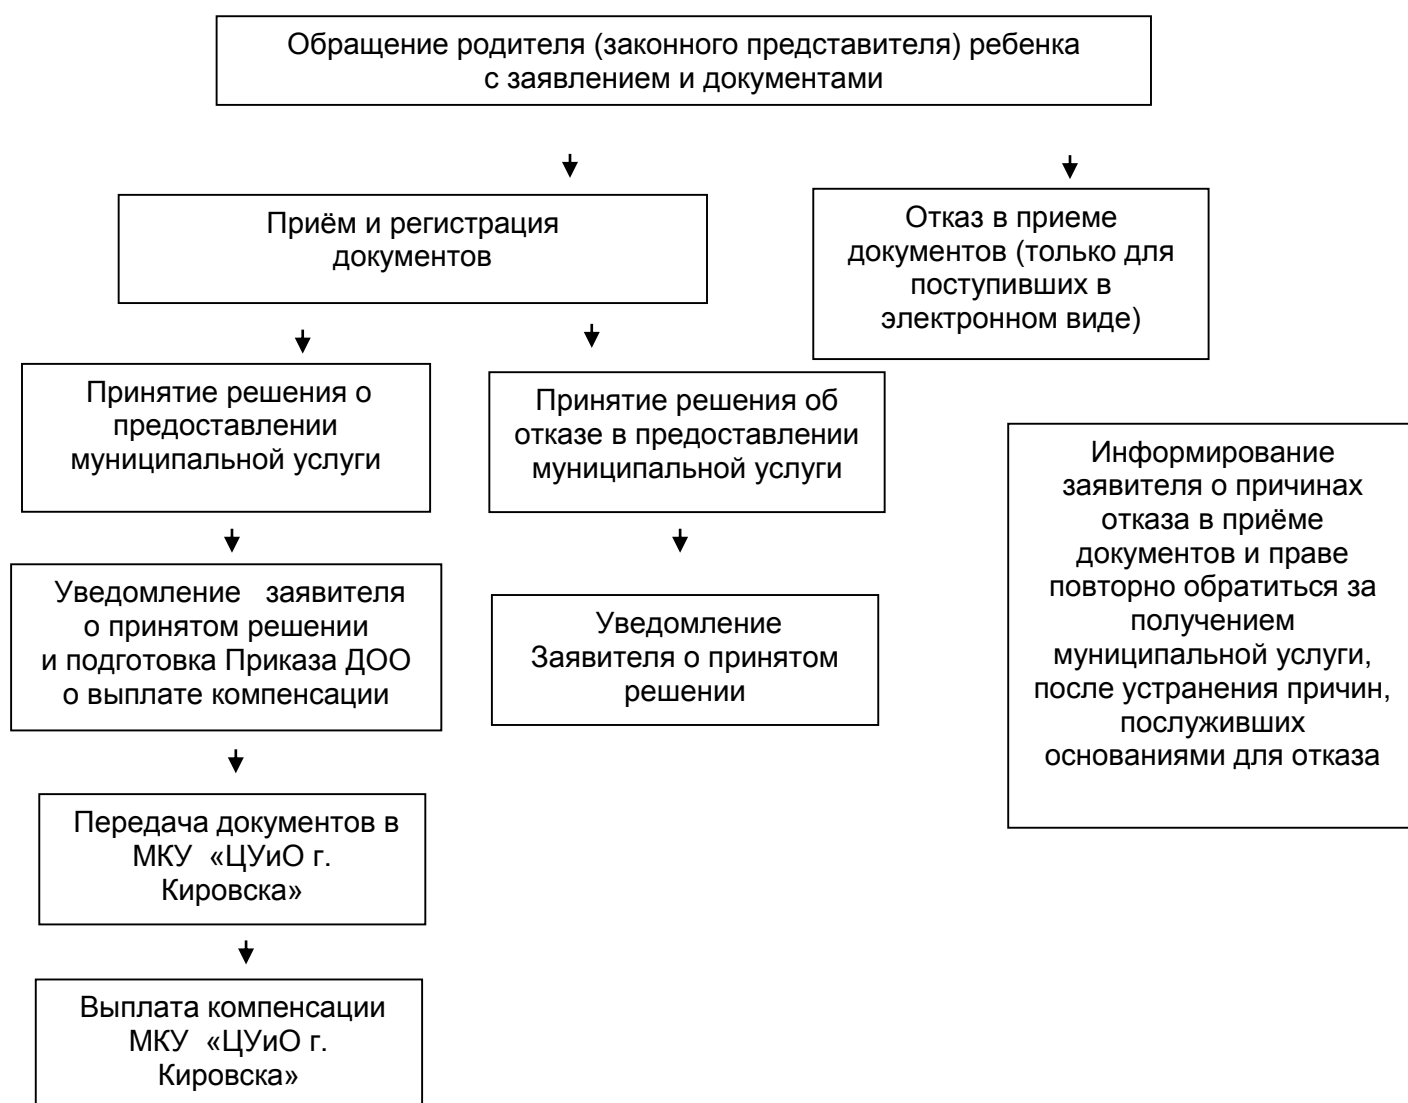 Обращение родителя (законного представителя) ребенка
с заявлением и документами
Приём и регистрация
документов
Отказ в приеме
документов (только для
поступивших в
электронном виде)
Принятие решения о
предоставлении
муниципальной услуги
Принятие решения об
отказе в предоставлении
муниципальной услуги
Информирование
заявителя о причинах
отказа в приёме
документов и праве
повторно обратиться за
получением
муниципальной услуги,
после устранения причин,
послуживших
основаниями для отказа
Уведомление заявителя
о принятом решении
и подготовка Приказа ДОО
о выплате компенсации
Уведомление
Заявителя о принятом
решении
Передача документов в
МКУ «ЦУиО г.
Кировска»
Выплата компенсации
МКУ «ЦУиО г.
Кировска»